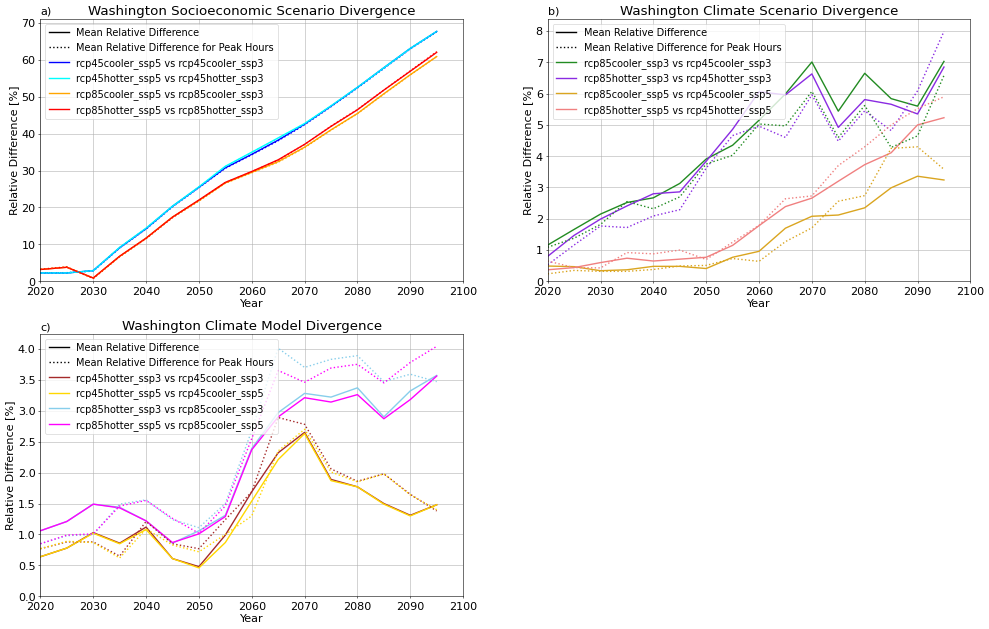 a) Washington Socioeconomic Scenario Divergence
Relative Difference [%]
70
60
50
40
30
20
10
0
Mean Relative Difference
Mean Relative Difference for Peak Hours
rcp45cooler_ssp5 vs rcp45cooler_ssp3
rcp45hotter_ssp5 vs rcp45hotter_ssp3
rcp85cooler_ssp5 vs rcp85cooler_ssp3
rcp85hotter_ssp5 vs rcp85hotter_ssp3
2020 2030 2040 2050 2060 2070 2080 2090 2100
Year
b) Washington Climate Scenario Divergence
Relative Difference [%]
8
7
6
5
4
3
2
1
0
Mean Relative Difference
Mean Relative Difference for Peak Hours
rcp85cooler_ssp3 vs rcp45cooler_ssp3
rcp85hotter_ssp3 vs rcp45hotter_ssp3
rcp85cooler_ssp5 vs rcp45cooler_ssp5
rcp85hotter_ssp5 vs rcp45hotter_ssp5
2020 2030 2040 2050 2060 2070 2080 2090 2100
Year
c) Washington Climate Model Divergence
Relative Difference [%]
4.0
3.5
3.0
2.5
2.0
1.5
1.0
0.5
0.0
Mean Relative Difference
Mean Relative Difference for Peak Hours
rcp45hotter_ssp3 vs rcp45cooler_ssp3
rcp45hotter_ssp5 vs rcp45cooler_ssp5
rcp85hotter_ssp3 vs rcp85cooler_ssp3
rcp85hotter_ssp5 vs rcp85cooler_ssp5
2020 2030 2040 2050 2060 2070 2080 2090 2100
Year